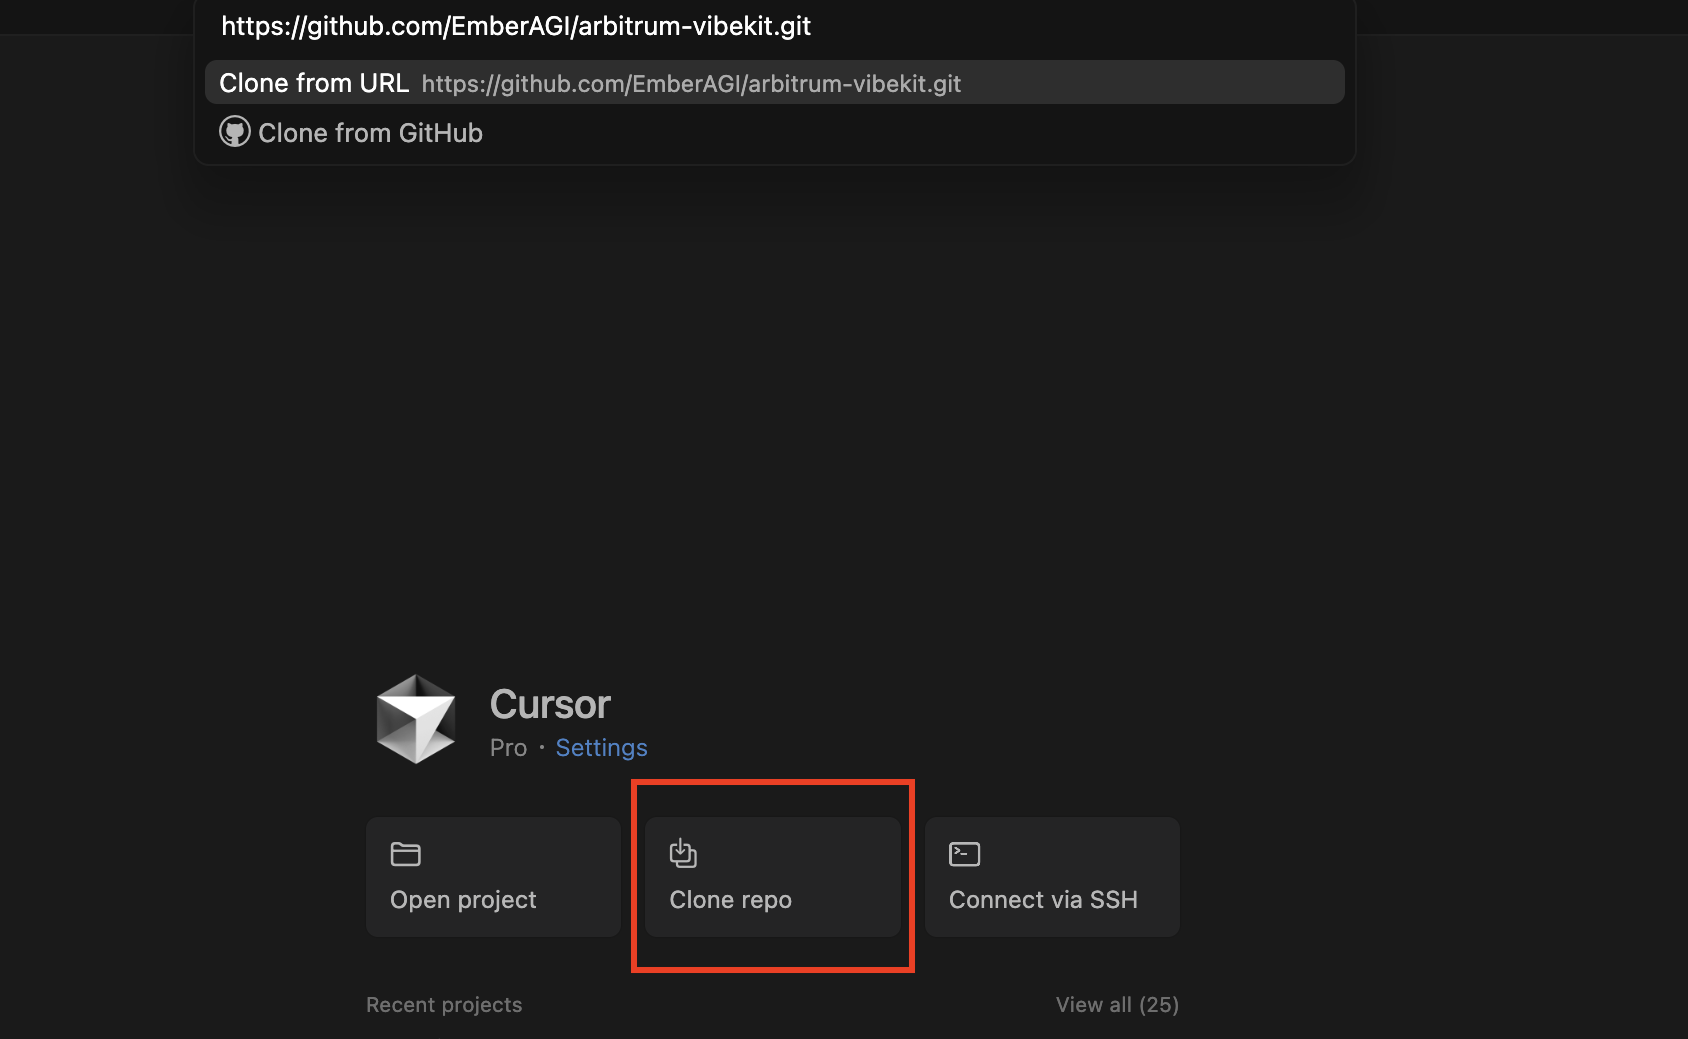 https://github.com/EmberAGI/arbitrum-vibekit.git
Clone from URL https://github.com/EmberAGI/arbitrum-vibekit.git
Clone from GitHub
Cursor
Pro · Settings
Open project
Clone repo
Connect via SSH
Recent projects
View all (25)